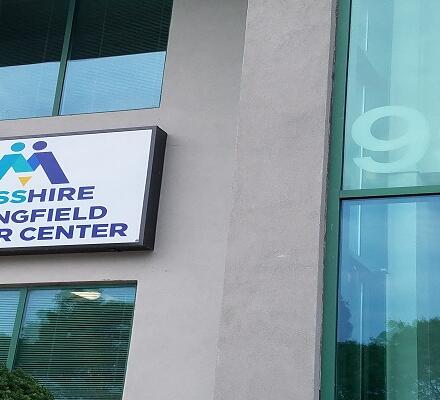 SSHIRE
NGFIELD
R CENTER
9